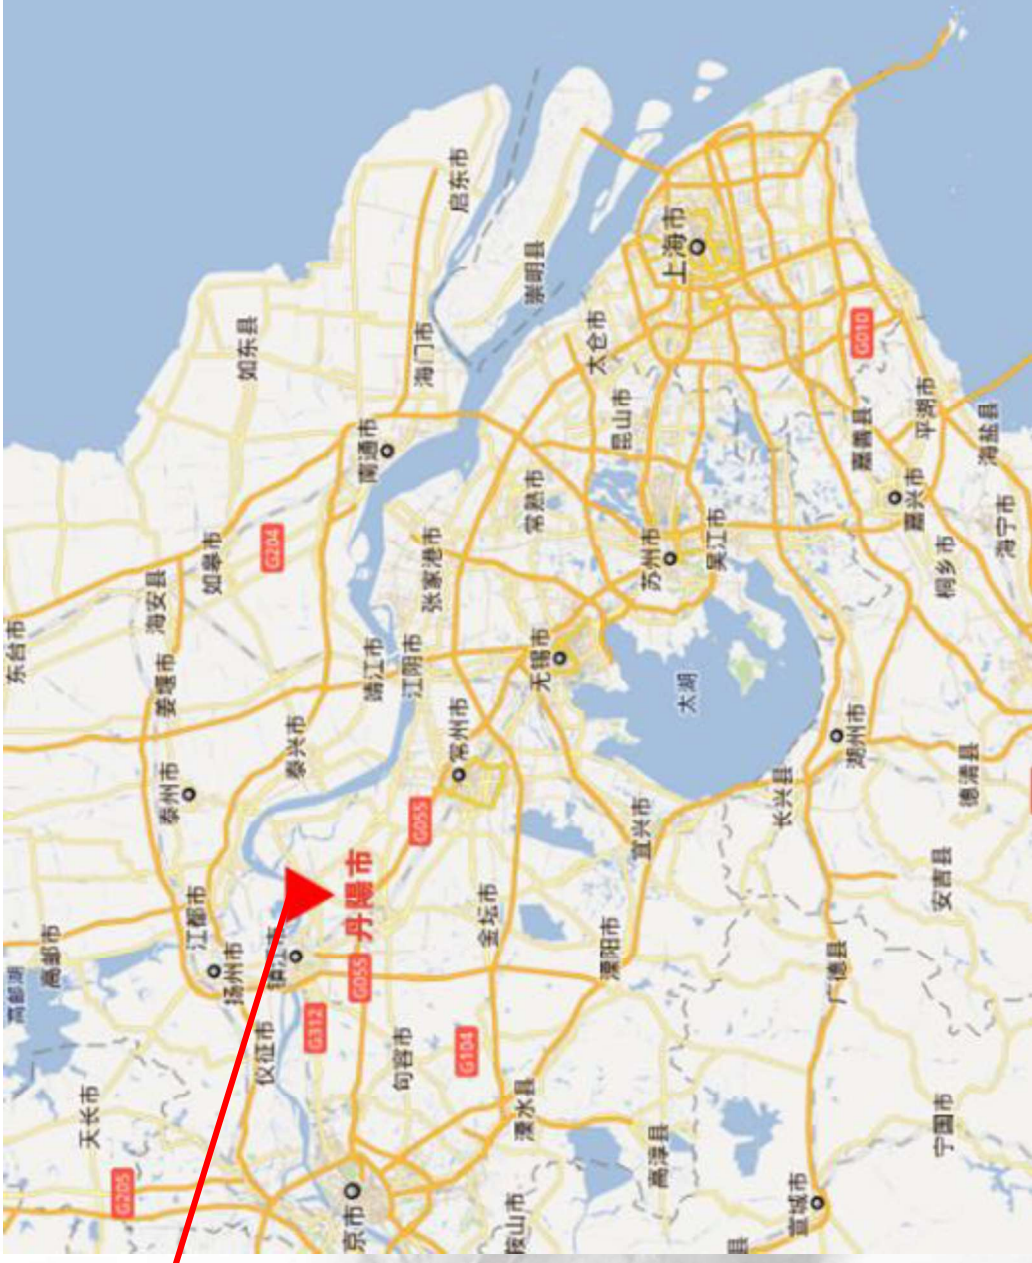 高邮湖
东台市
高邮市
天长市
G205
海安县
姜堰市
泰州市
江都市
如皋市
扬州市
如东县
仪征市
G204
泰兴市
G312
京市
G055
丹陽市
南通市
靖江市
句容市
江阴市
G055
海门市
张家港市
启东市
常州市
G104
金坛市
鞍山市
溧水县
常熟市
崇明县
无锡市
太仓市
溧阳市
昆山市
宜兴市
苏州市
高淳县
上海市
太湖
吴江市
县
长兴县
宣城市
广德县
湖州市
嘉善县
G010
嘉兴市
平湖市
安吉县
宁国市
桐乡市
德清县
海盐县
海宁市